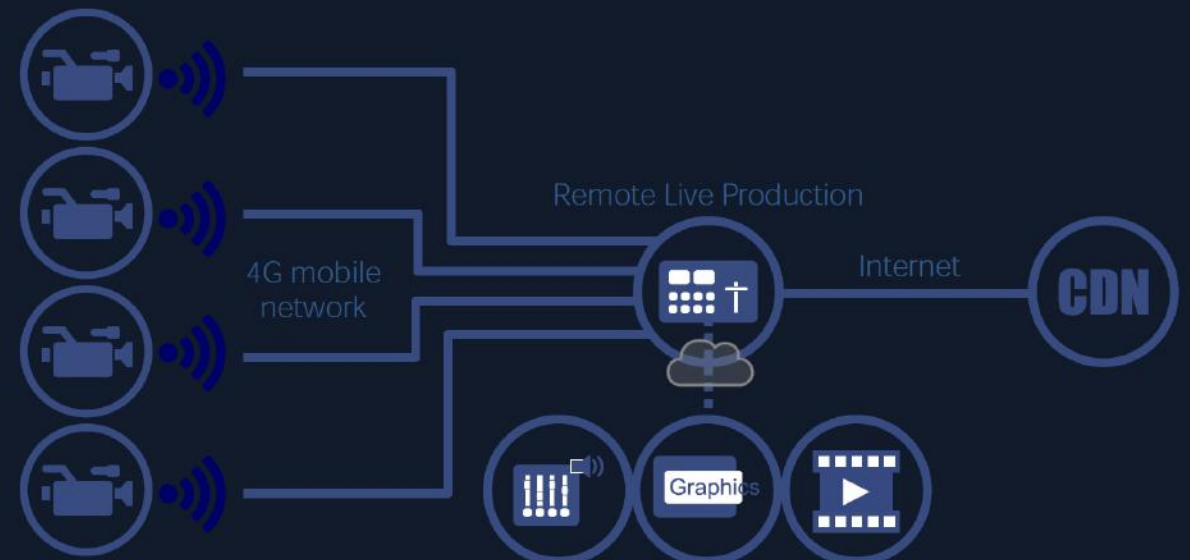 Remote Live Production
4G mobile
network
Internet
CDN
Graphics